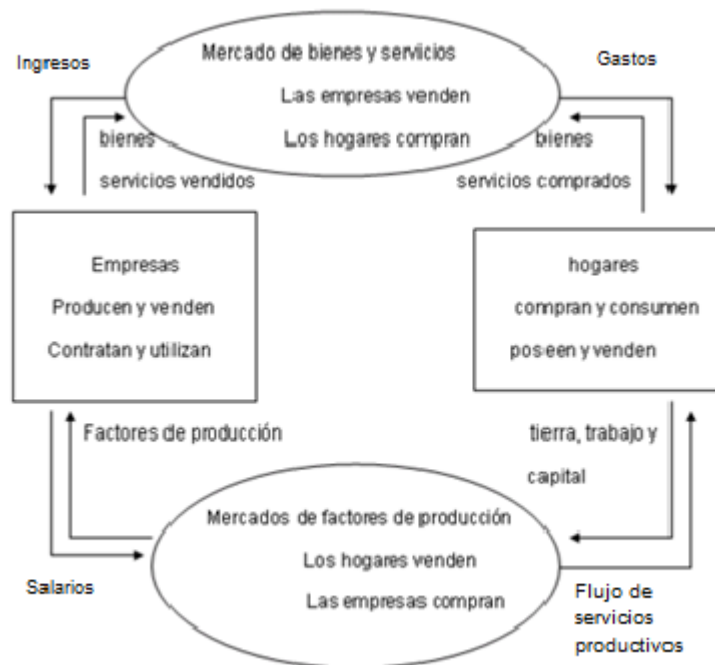 Ingresos
Mercado de bienes y servicios
Gastos
Las empresas venden
Los hogares compran
bienes
servicios vendidos
bienes
servicios comprados
Empresas
Producen y venden
Contratan y utilizan
hogares
compran y consumen
poseen y venden
Factores de producción
tierra, trabajo y
capital
Mercados de factores de producción
Los hogares venden
Las empresas compran
Salarios
Flujo de
servicios
productivos